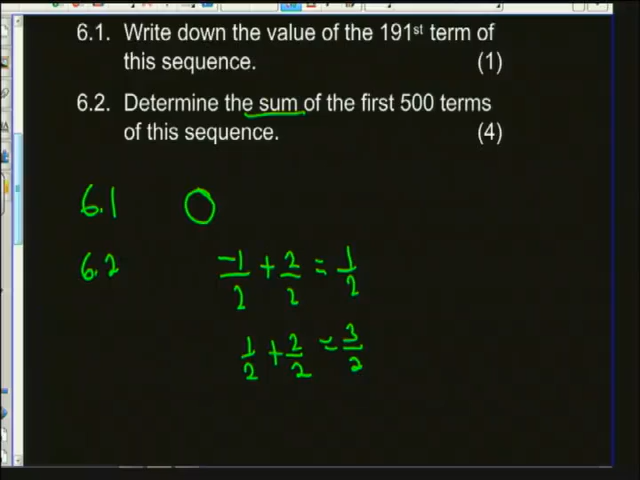 6.1. Write down the value of the 191st term of
this sequence. (1)
6.2. Determine the sum of the first 500 terms
of this sequence. (4)
6.1 0
6.2 -1/2 + 2/2 = 1/2
1/2 + 2/2 = 3/2